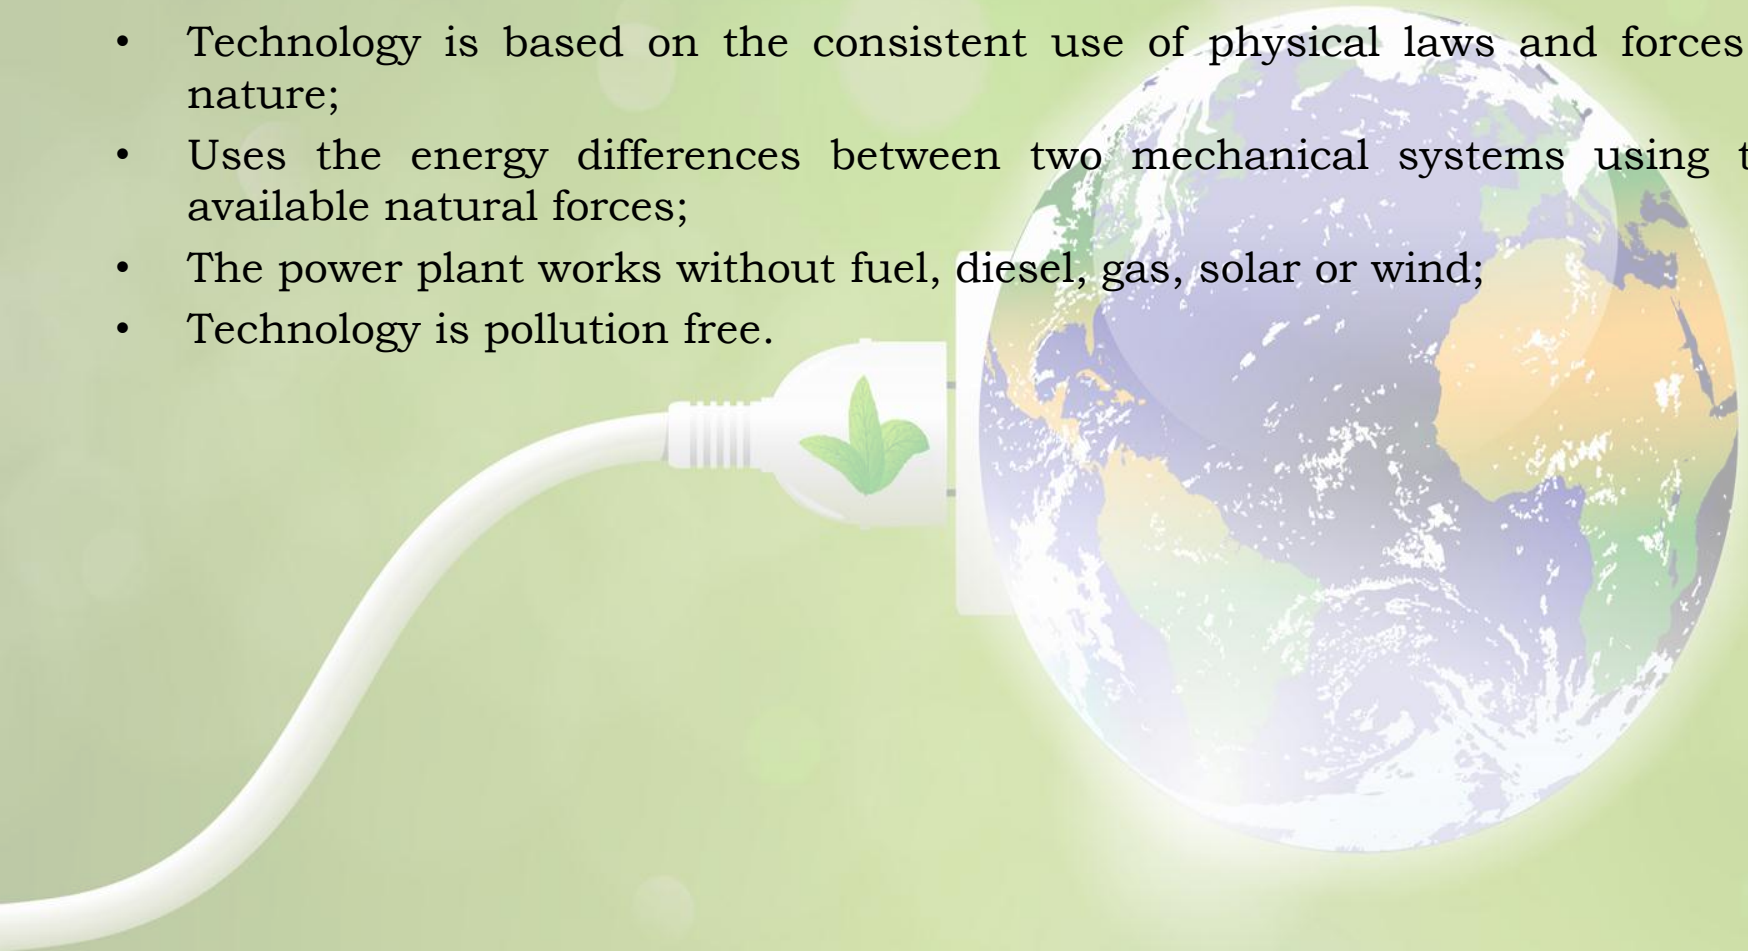 • Technology is based on the consistent use of physical laws and forces
nature;
• Uses the energy differences between two mechanical systems using
available natural forces;
• The power plant works without fuel, diesel, gas, solar or wind;
• Technology is pollution free.